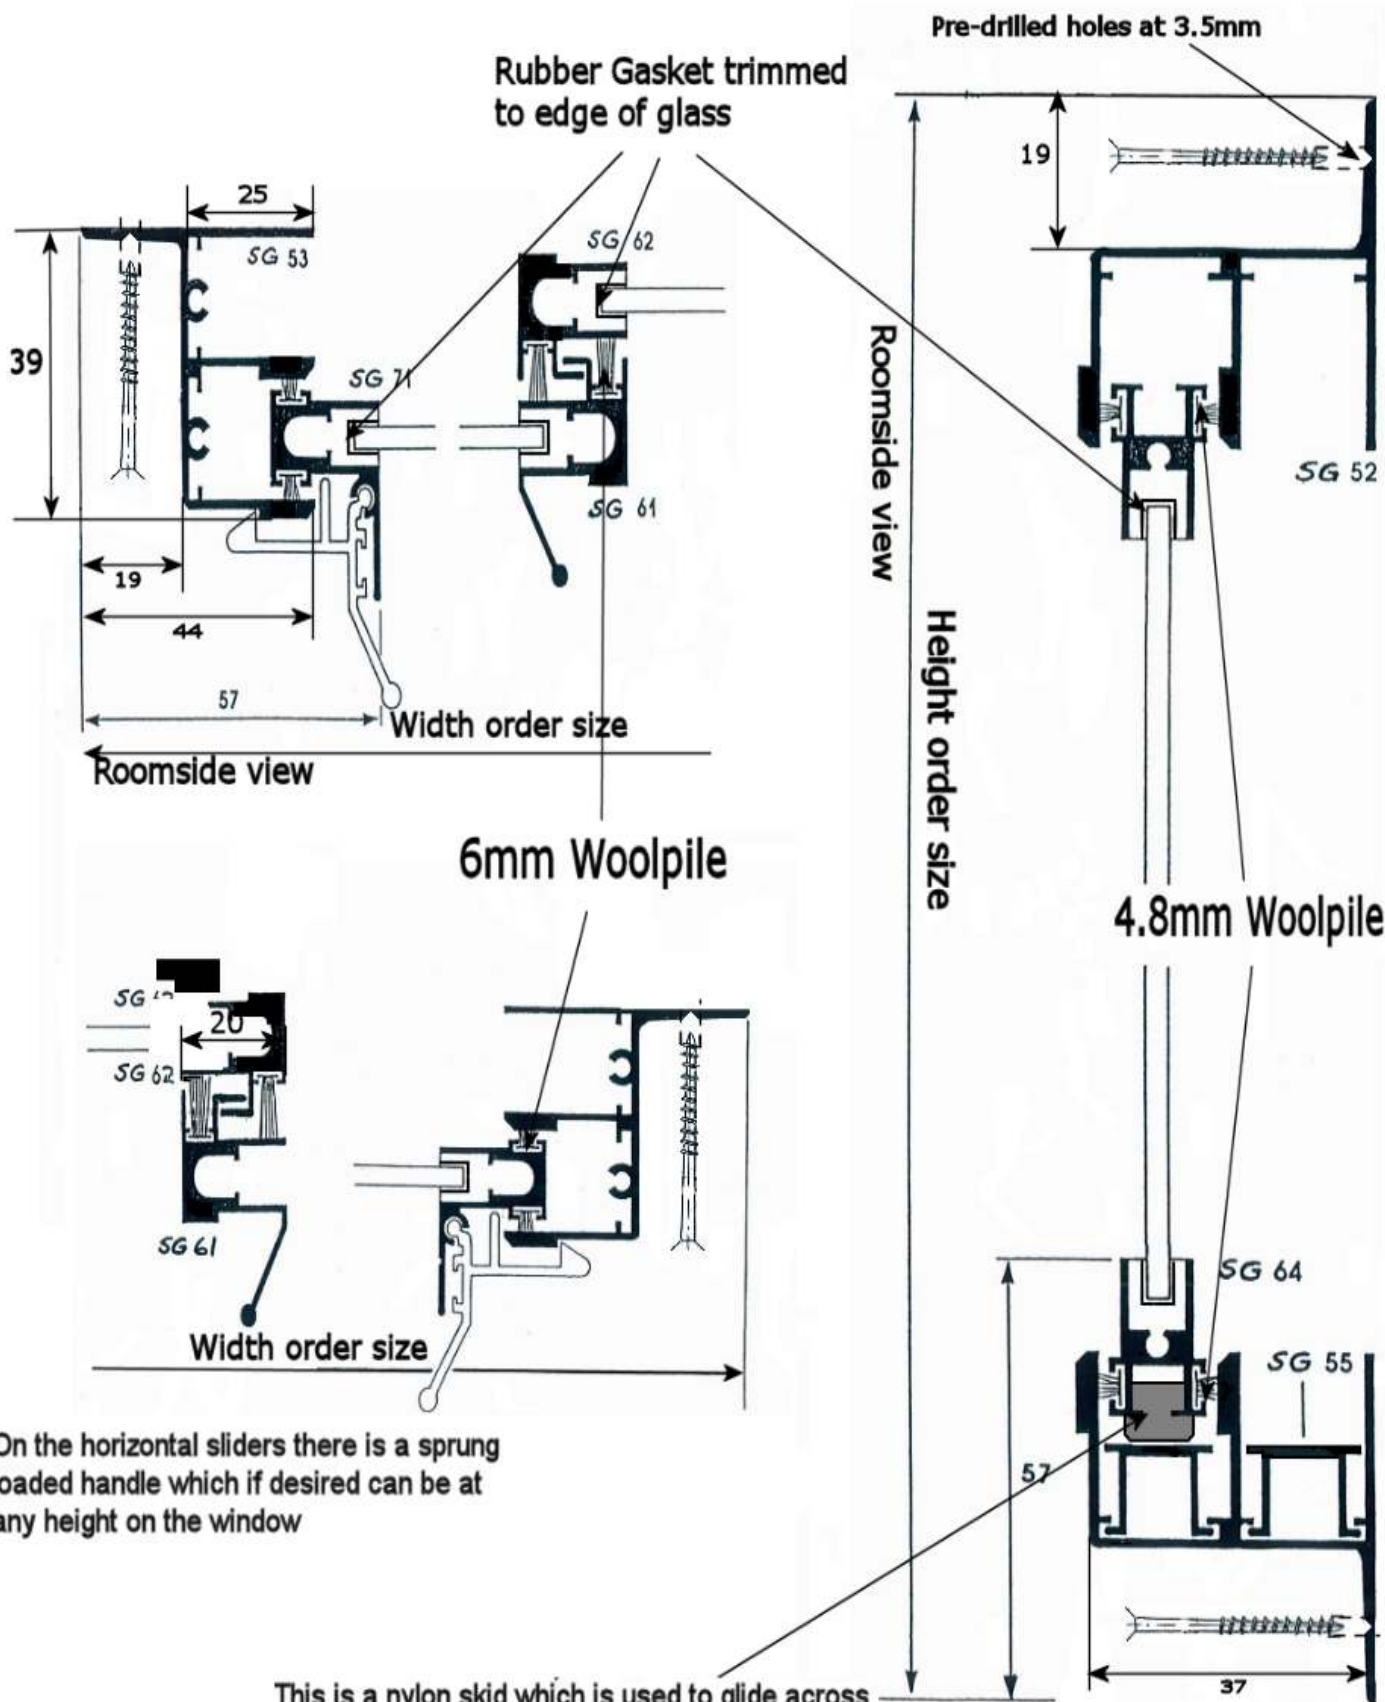 Pre-drilled holes at 3.5mm
Rubber Gasket trimmed
to edge of glass
19
25
SG 53
SG 62
39
SG 71
SG 61
SG 52
Roomside view
19
44
57
Width order size
Roomside view
Height order size
6mm Woolpile
4.8mm Woolpile
20
SG 62
SG 61
Width order size
SG 64
SG 55
57
On the horizontal sliders there is a sprung
loaded handle which if desired can be at
any height on the window
37
This is a nylon skid which is used to glide across